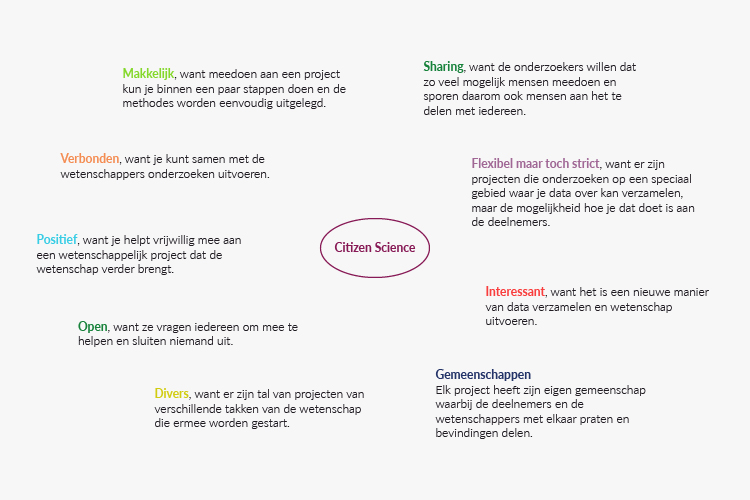 Makkelijk, want meedoen aan een project
kun je binnen een paar stappen doen en de
methodes worden eenvoudig uitgelegd.
Sharing, want de onderzoekers willen dat
zo veel mogelijk mensen meedoen en
sporen daarom ook mensen aan het te
delen met iedereen.
Verbonden, want je kunt samen met de
wetenschappers onderzoeken uitvoeren.
Flexibel maar toch strict, want er zijn
projecten die onderzoeken op een speciaal
gebied waar je data over kan verzamelen,
maar de mogelijkheid hoe je dat doet is aan
de deelnemers.
Positief, want je helpt vrijwillig mee aan
een wetenschappelijk project dat de
wetenschap verder brengt.
Citizen Science
Interessant, want het is een nieuwe manier
van data verzamelen en wetenschap
uitvoeren.
Open, want ze vragen iedereen om mee te
helpen en sluiten niemand uit.
Divers, want er zijn tal van projecten van
verschillende takken van de wetenschap
die ermee worden gestart.
Gemeenschappen
Elk project heeft zijn eigen gemeenschap
waarbij de deelnemers en de
wetenschappers met elkaar praten en
bevindingen delen.